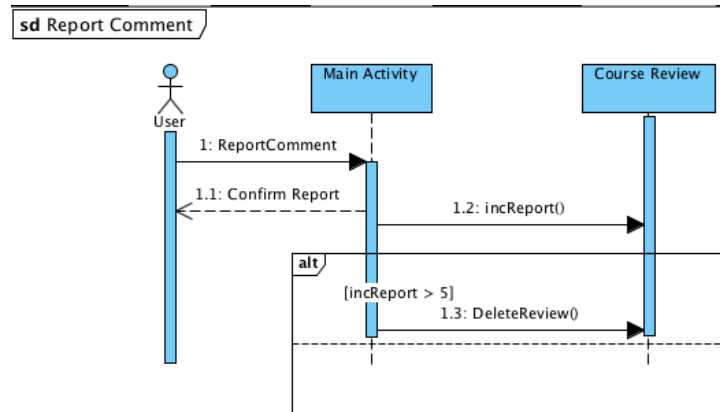 sd Report Comment
Main Activity
Course Review
User
1: ReportComment
1.1: Confirm Report
1.2: incReport()
alt
[incReport > 5]
1.3: DeleteReview()